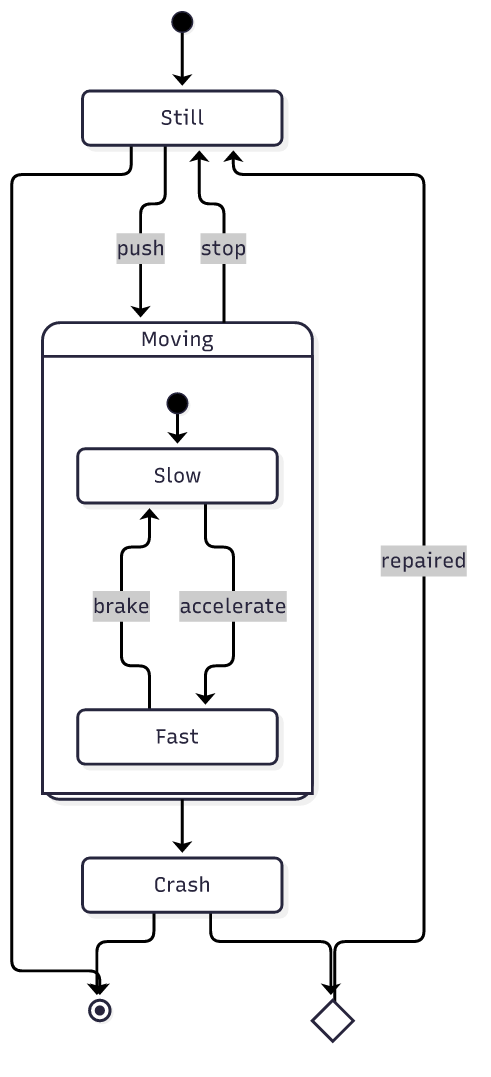 Still
push
stop
Moving
Slow
repaired
brake
accelerate
Fast
Crash